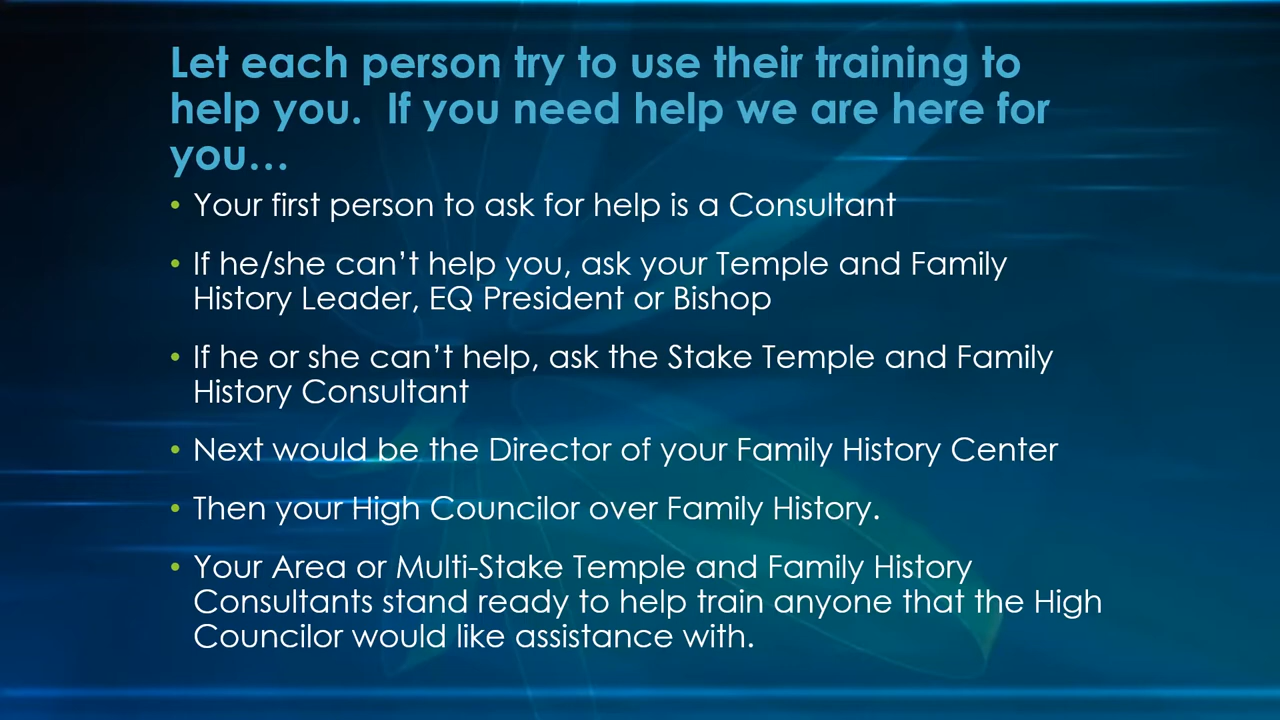 Let each person try to use their training to
help you.  If you need help we are here for
you…
• Your first person to ask for help is a Consultant
• If he/she can’t help you, ask your Temple and Family
History Leader, EQ President or Bishop
• If he or she can’t help, ask the Stake Temple and Family
History Consultant
• Next would be the Director of your Family History Center
• Then your High Councilor over Family History.
• Your Area or Multi-Stake Temple and Family History
Consultants stand ready to help train anyone that the High
Councilor would like assistance with.